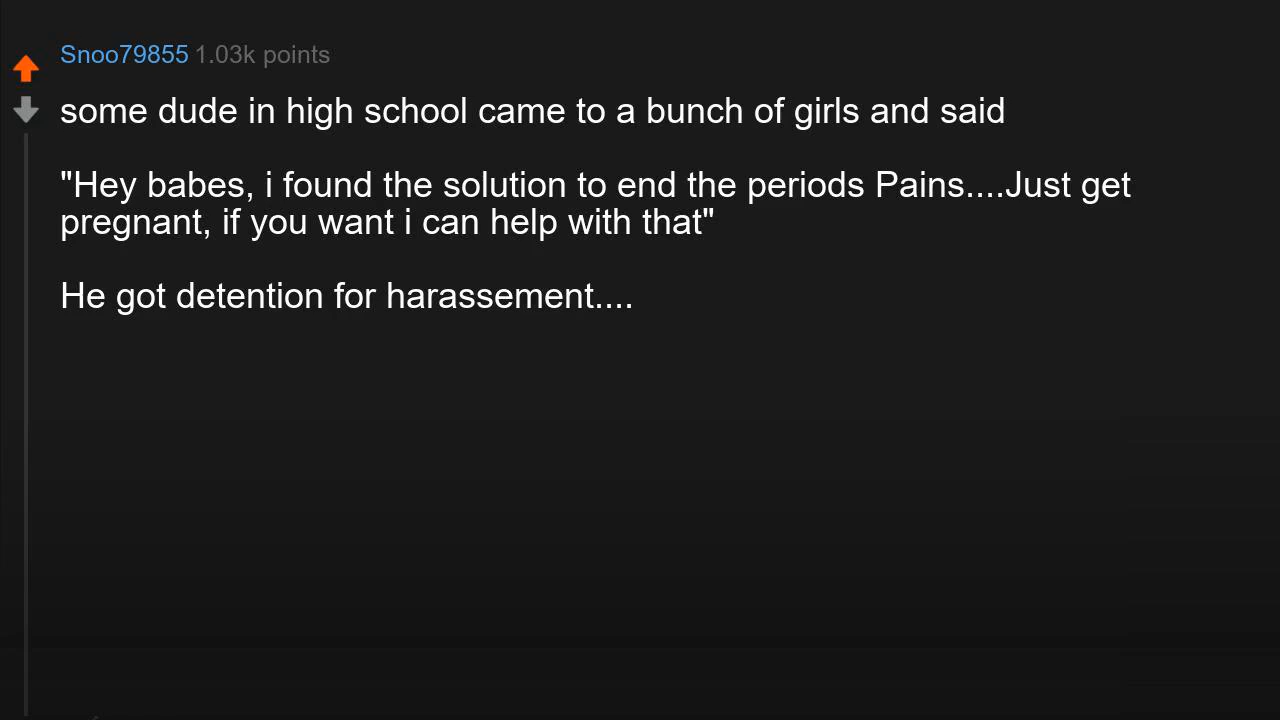 Snoo79855 1.03k points
some dude in high school came to a bunch of girls and said
"Hey babes, i found the solution to end the periods Pains....Just get
pregnant, if you want i can help with that"
He got detention for harassement....